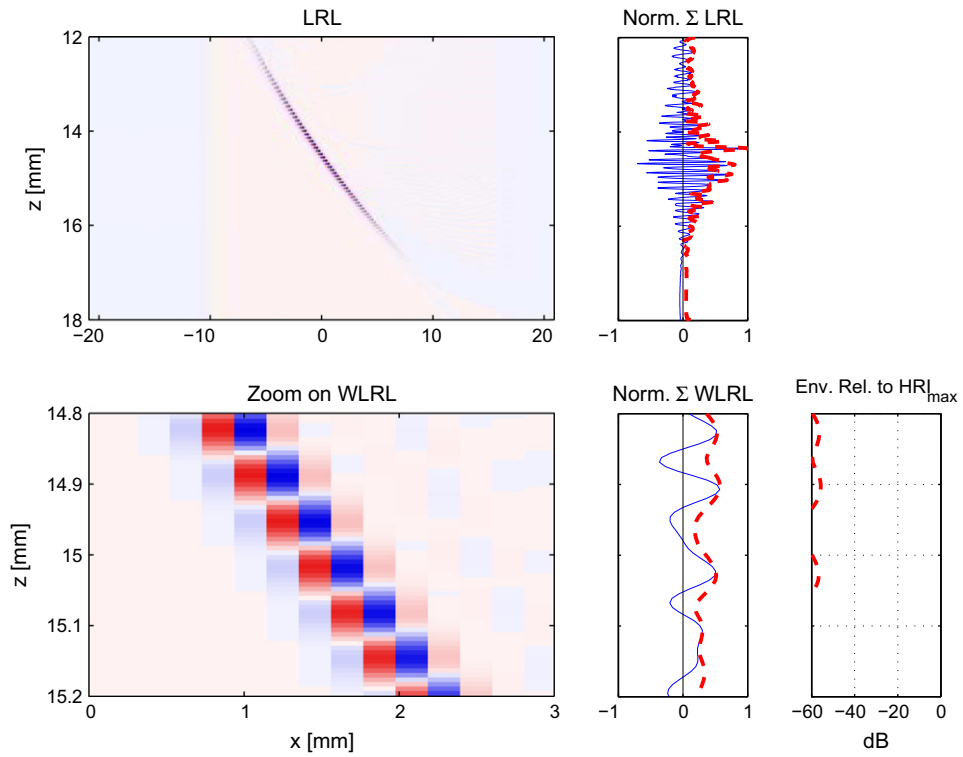 LRL
Norm. Σ LRL
12
14
16
18
z [mm]
−20 −10 0 10 20
−1 0 1
Zoom on WLRL
Norm. Σ WLRL
Env. Rel. to HRI_max
14.8
14.9
15
15.1
15.2
z [mm]
0 1 2 3
−1 0 1
−60 −40 −20 0
x [mm]
dB